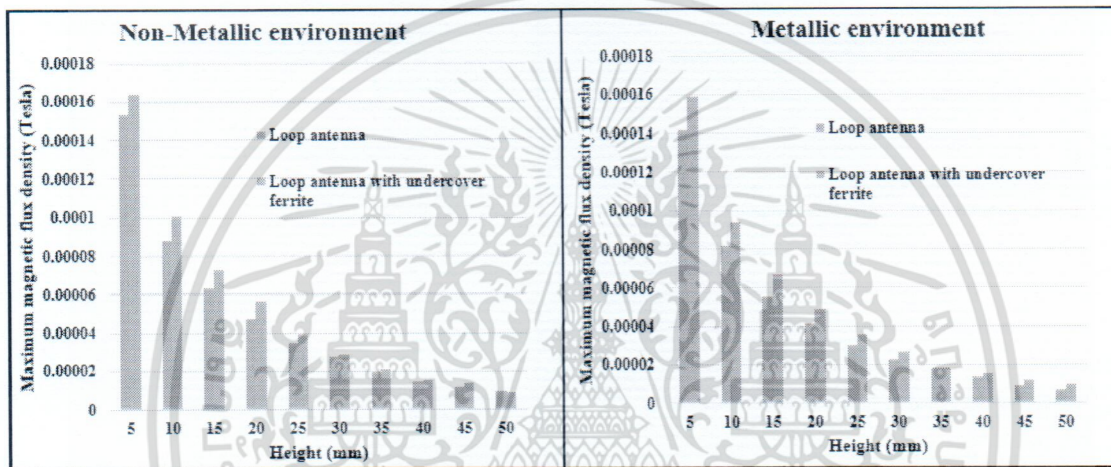 Non-Metallic environment
Maximum magnetic flux density (Tesla)
0.00018
0.00016
0.00014
0.00012
0.0001
0.00008
0.00006
0.00004
0.00002
0
Loop antenna
Loop antenna with undercover
ferrite
5 10 15 20 25 30 35 40 45 50
Height (mm)
Metallic environment
Maximum magnetic flux density (Tesla)
0.00018
0.00016
0.00014
0.00012
0.0001
0.00008
0.00006
0.00004
0.00002
0
Loop antenna
Loop antenna with undercover
ferrite
5 10 15 20 25 30 35 40 45 50
Height (mm)